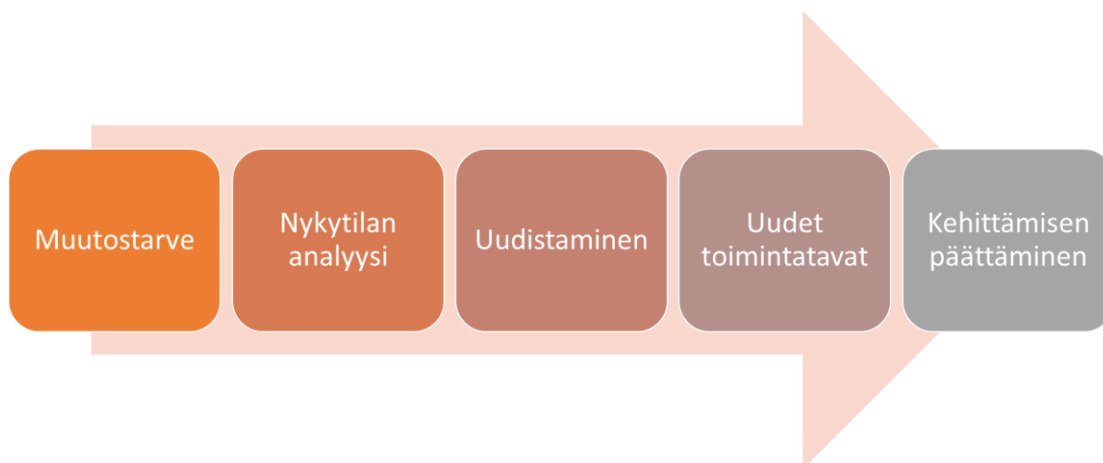 Muutostarve
Nykytilan
analyysi
Uudistaminen
Uudet
toimintatavat
Kehittämisen
päättäminen